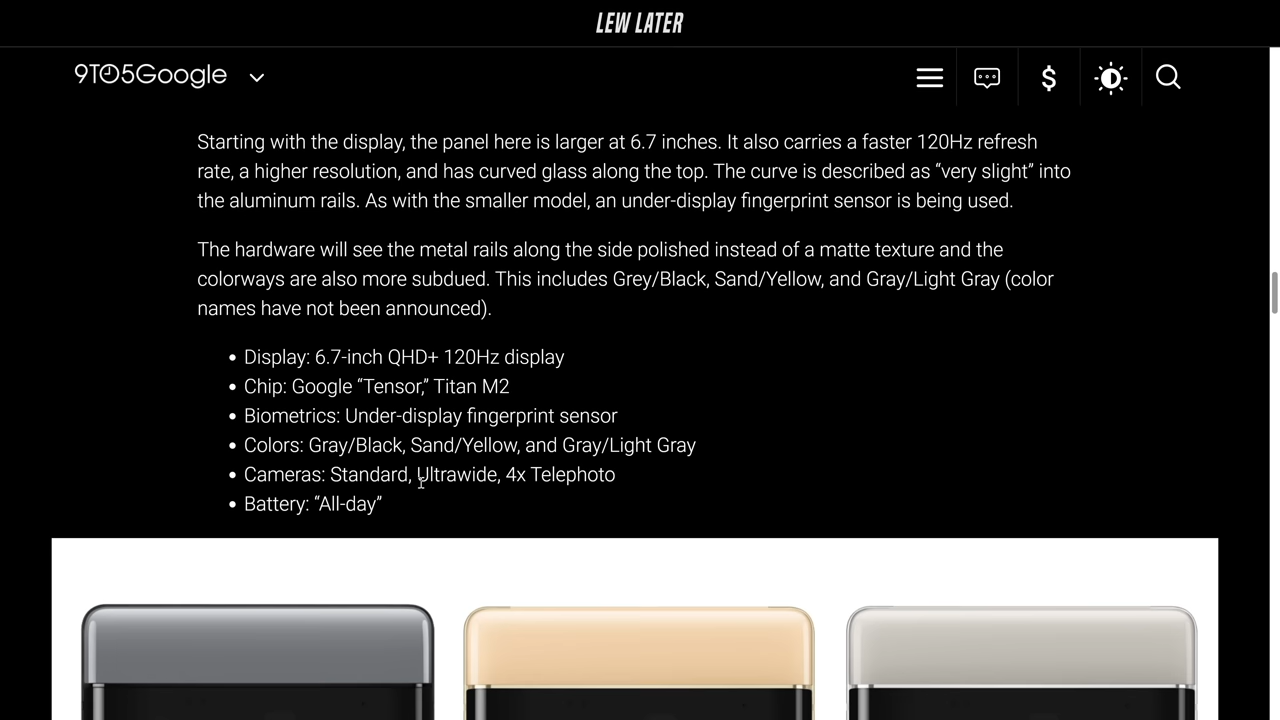 LEW LATER
9TO5Google
$
Starting with the display, the panel here is larger at 6.7 inches. It also carries a faster 120Hz refresh
rate, a higher resolution, and has curved glass along the top. The curve is described as “very slight” into
the aluminum rails. As with the smaller model, an under-display fingerprint sensor is being used.
The hardware will see the metal rails along the side polished instead of a matte texture and the
colorways are also more subdued. This includes Grey/Black, Sand/Yellow, and Gray/Light Gray (color
names have not been announced).
• Display: 6.7-inch QHD+ 120Hz display
• Chip: Google “Tensor,” Titan M2
• Biometrics: Under-display fingerprint sensor
• Colors: Gray/Black, Sand/Yellow, and Gray/Light Gray
• Cameras: Standard, Ultrawide, 4x Telephoto
• Battery: “All-day”